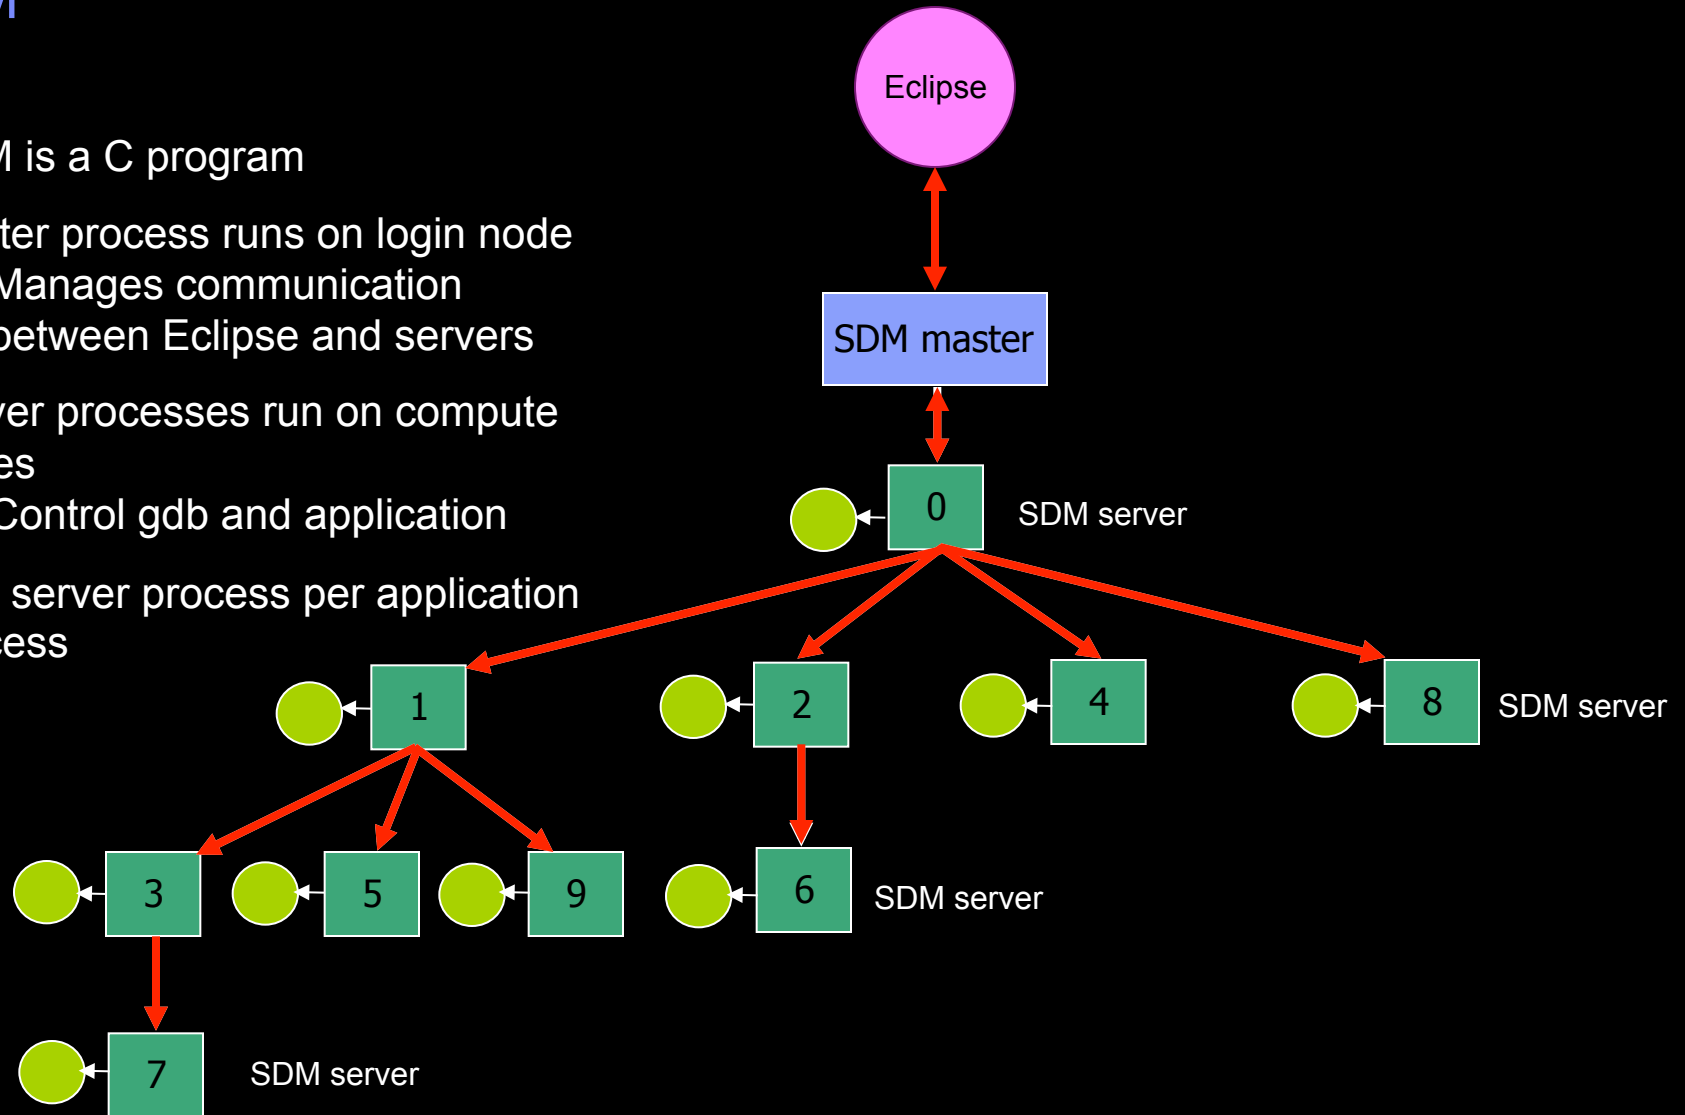 M is a C program
ter process runs on login node
Manages communication
between Eclipse and servers
ver processes run on compute
es
Control gdb and application
server process per application
cess
Eclipse
SDM master
0
SDM server
1
2
4
8
SDM server
3
5
9
6
SDM server
7
SDM server